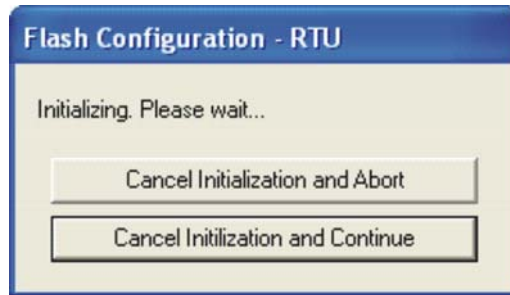 Flash Configuration - RTU
Initializing. Please wait...
Cancel Initialization and Abort
Cancel Initilization and Continue